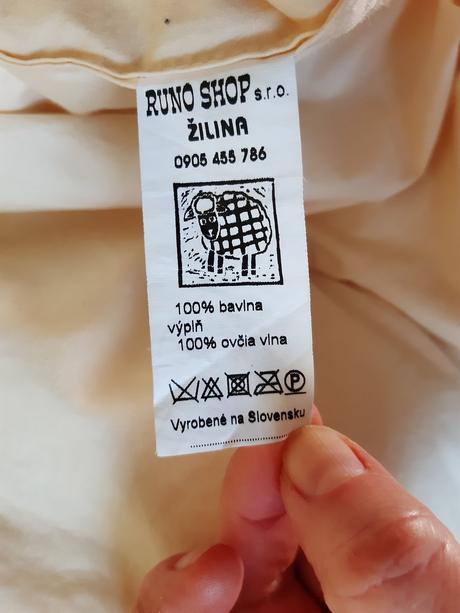 RUNO SHOP s.r.o.
ŽILINA
0905 455 786
100% bavlna
výplň
100% ovčia vlna
P
Vyrobené na Slovensku